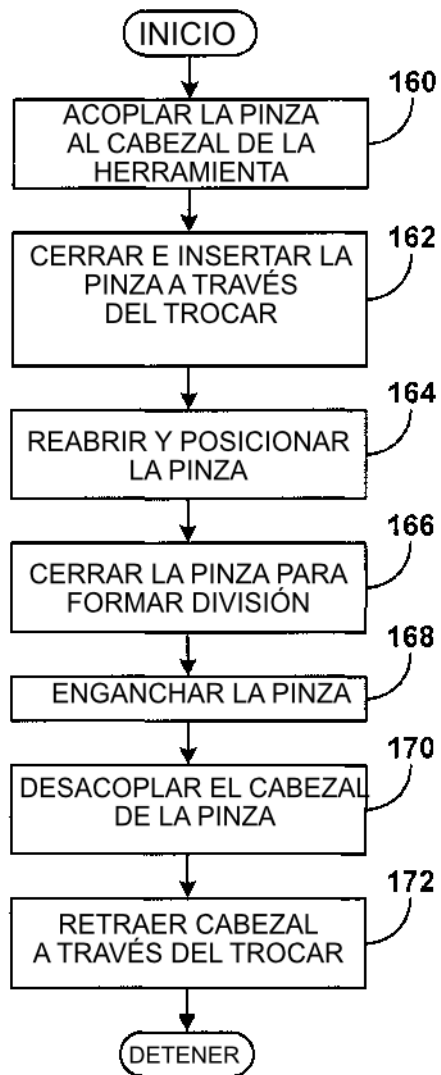 INICIO
160
ACOPLAR LA PINZA
AL CABEZAL DE LA
HERRAMIENTA
162
CERRAR E INSERTAR LA
PINZA A TRAVÉS
DEL TROCAR
164
REABRIR Y POSICIONAR
LA PINZA
166
CERRAR LA PINZA PARA
FORMAR DIVISIÓN
168
ENGANCHAR LA PINZA
170
DESACOPLAR EL CABEZAL
DE LA PINZA
172
RETRAER CABEZAL
A TRAVÉS DEL TROCAR
DETENER